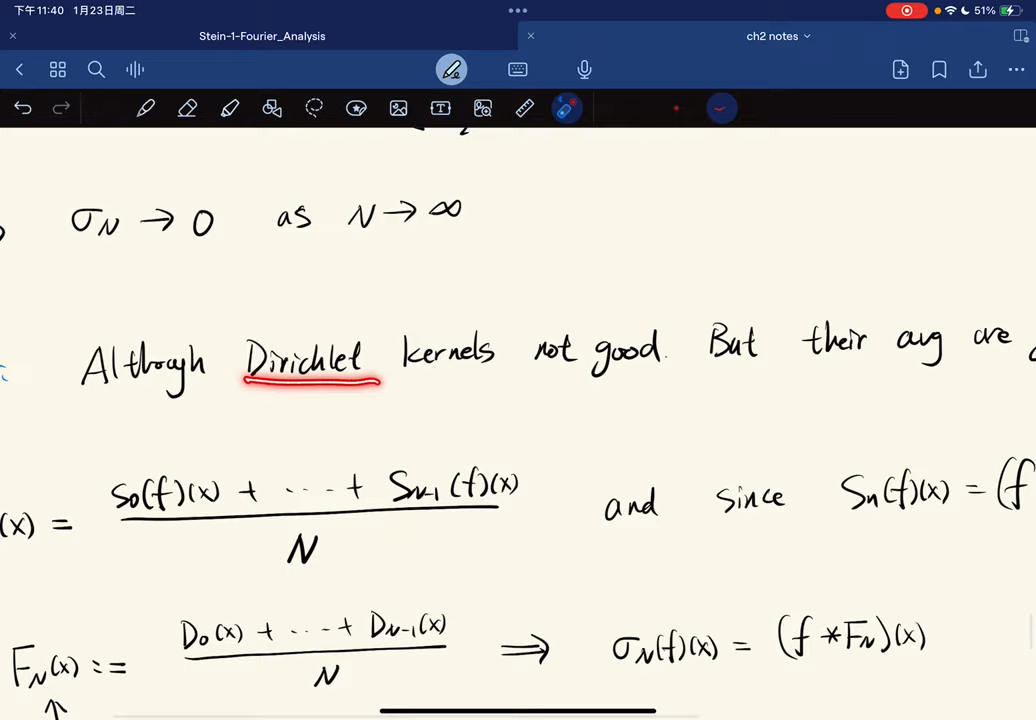 下午11:40 1月23日周二
51%
Stein-1-Fourier_Analysis
ch2 notes
σN → 0 as N → ∞
Although Dirichlet kernels not good. But their avg are
(x) = S0(f)(x) + ... + SN-1(f)(x) / N and since Sn(f)(x) = (f
FN(x) := D0(x) + ... + DN-1(x) / N ⟹ σN(f)(x) = (f * FN)(x)